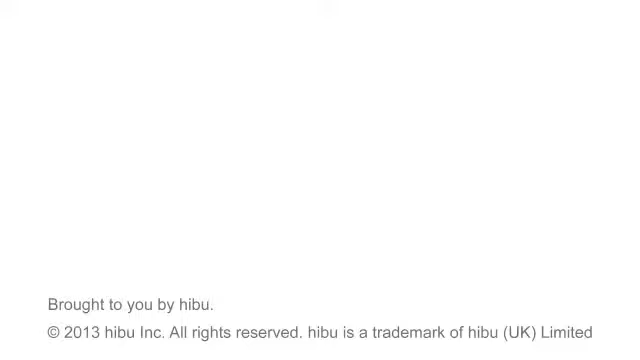 Brought to you by hibu.
© 2013 hibu Inc. All rights reserved. hibu is a trademark of hibu (UK) Limited